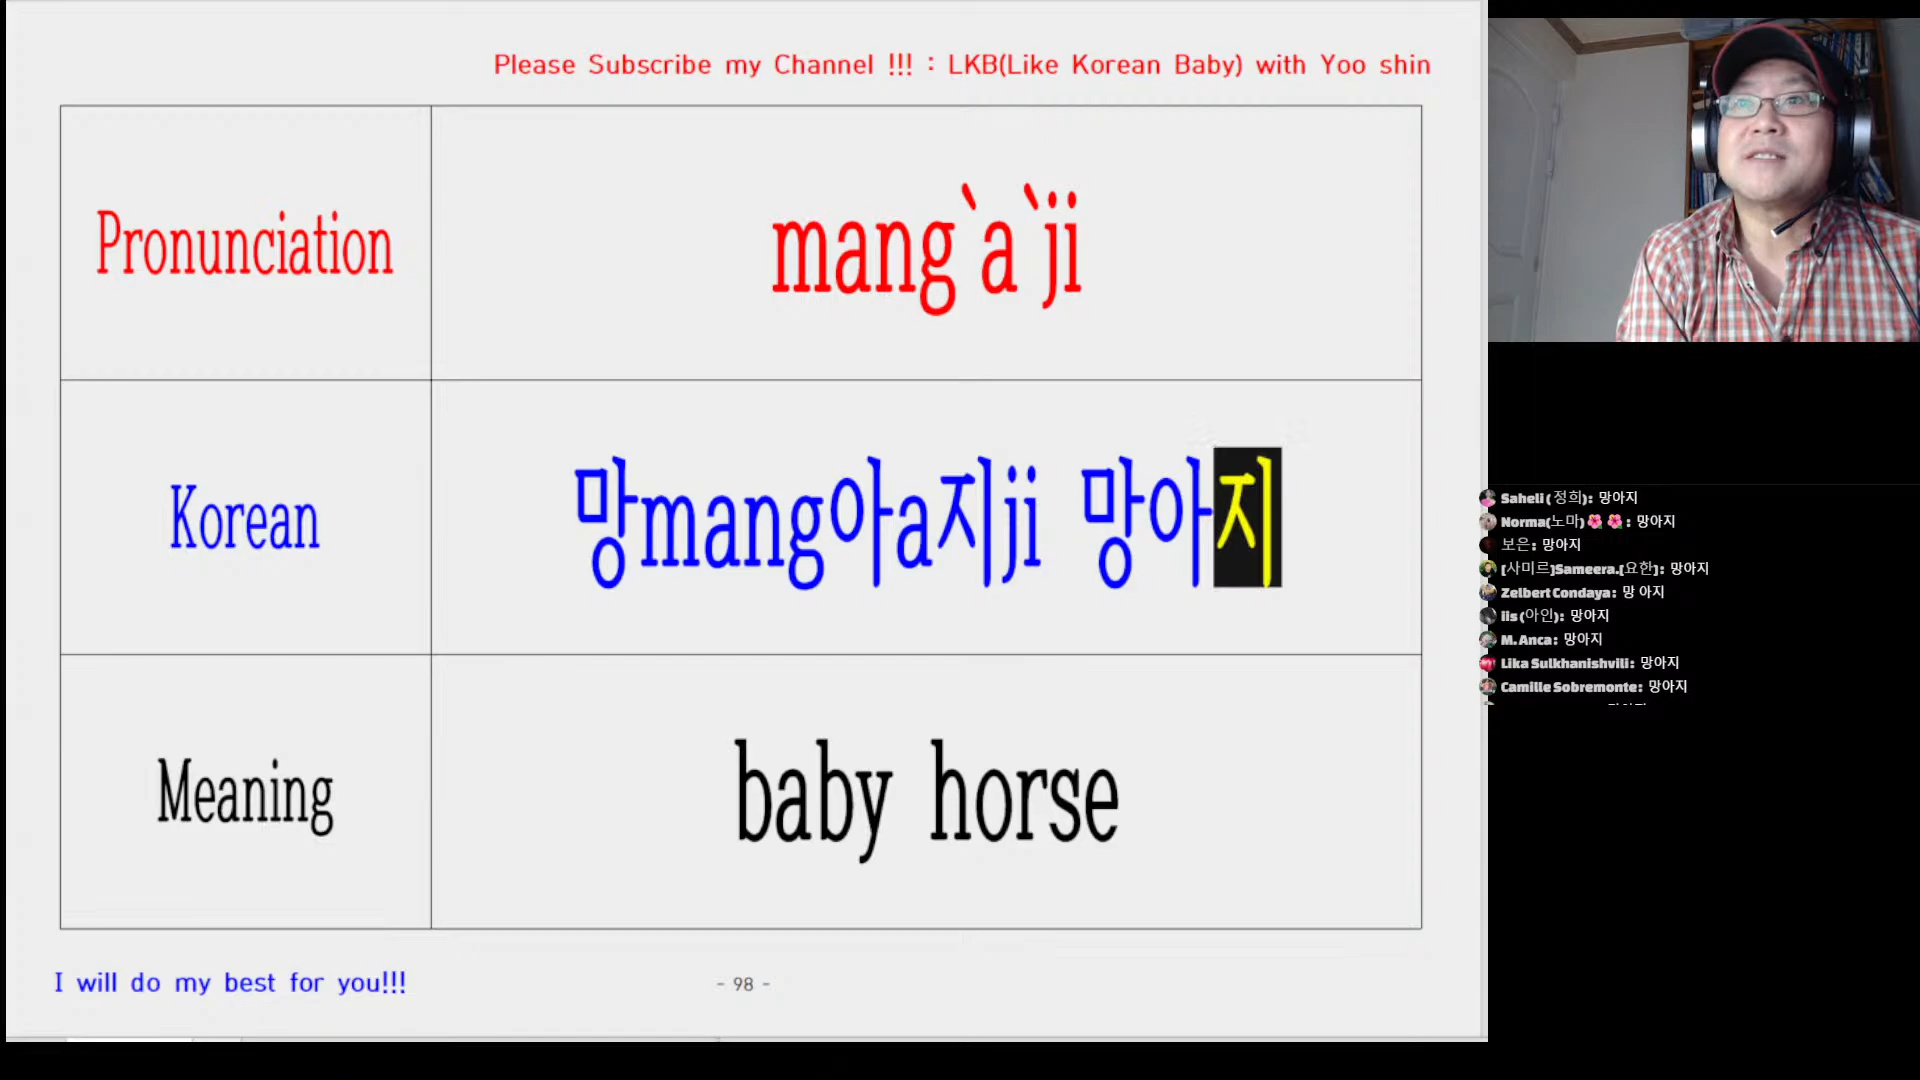 Please Subscribe my Channel !!! : LKB(Like Korean Baby) with Yoo shin
Pronunciation
mang`a`ji
Korean
망mang아a지ji 망아지
Meaning
baby horse
I will do my best for you!!!
- 98 -
Saheli (정희): 망아지
Norma(노마)🌺 🌺 : 망아지
보은: 망아지
[사미르]Sameera.[요한]: 망아지
Zelbert Condaya: 망 아지
iis (아인): 망아지
M. Anca: 망아지
Lika Sulkhanishvili: 망아지
Camille Sobremonte: 망아지